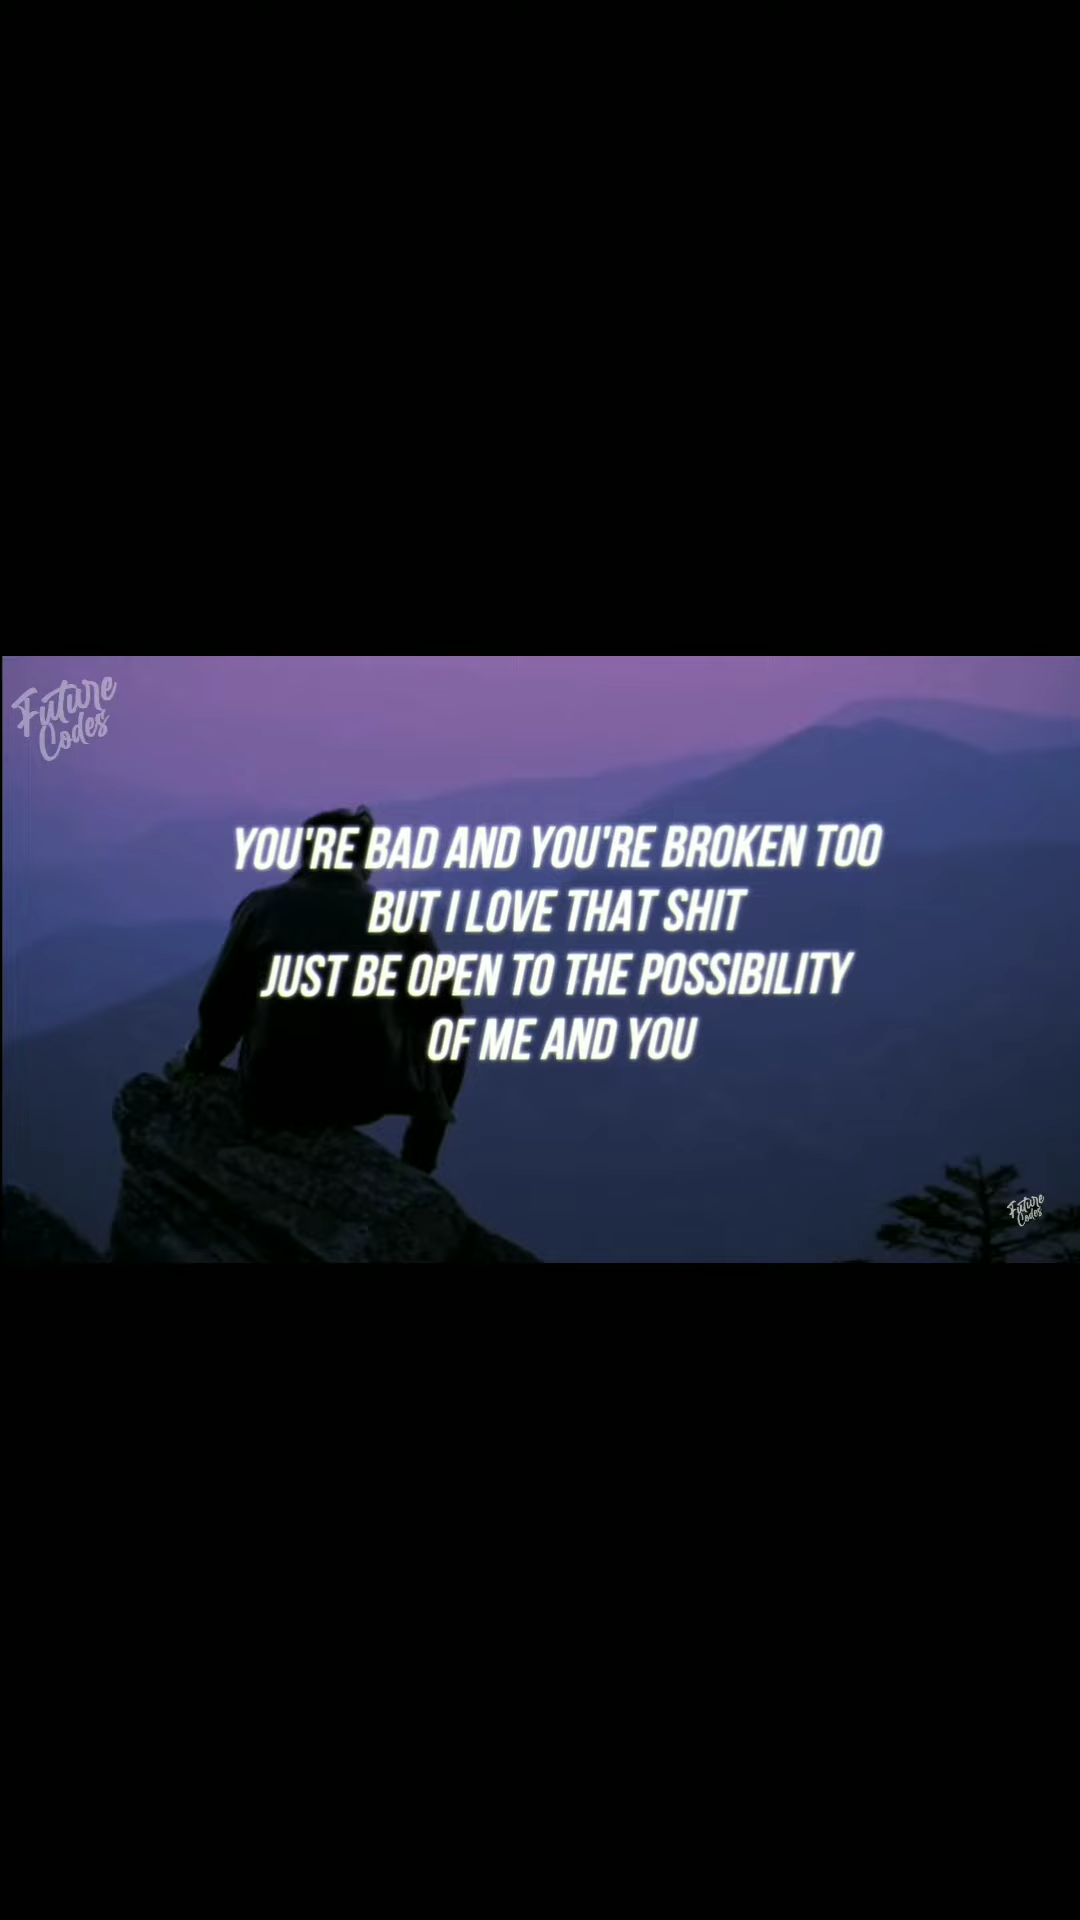 Future
Codes
YOU'RE BAD AND YOU'RE BROKEN TOO
BUT I LOVE THAT SHIT
JUST BE OPEN TO THE POSSIBILITY
OF ME AND YOU
Future
Codes